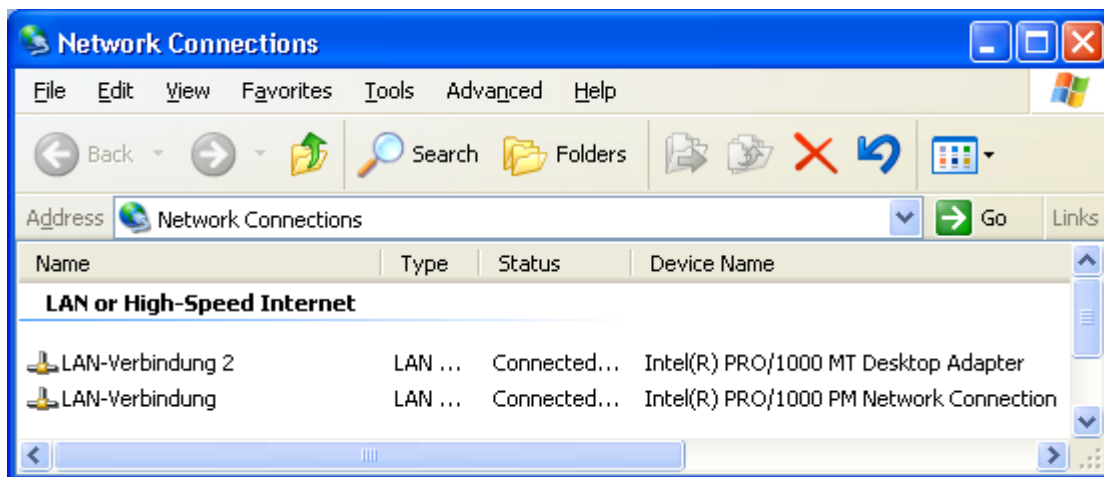 Network Connections
File Edit View Favorites Tools Advanced Help
Back Search Folders
Address Network Connections Go Links
Name Type Status Device Name
LAN or High-Speed Internet
LAN-Verbindung 2 LAN ... Connected... Intel(R) PRO/1000 MT Desktop Adapter
LAN-Verbindung LAN ... Connected... Intel(R) PRO/1000 PM Network Connection